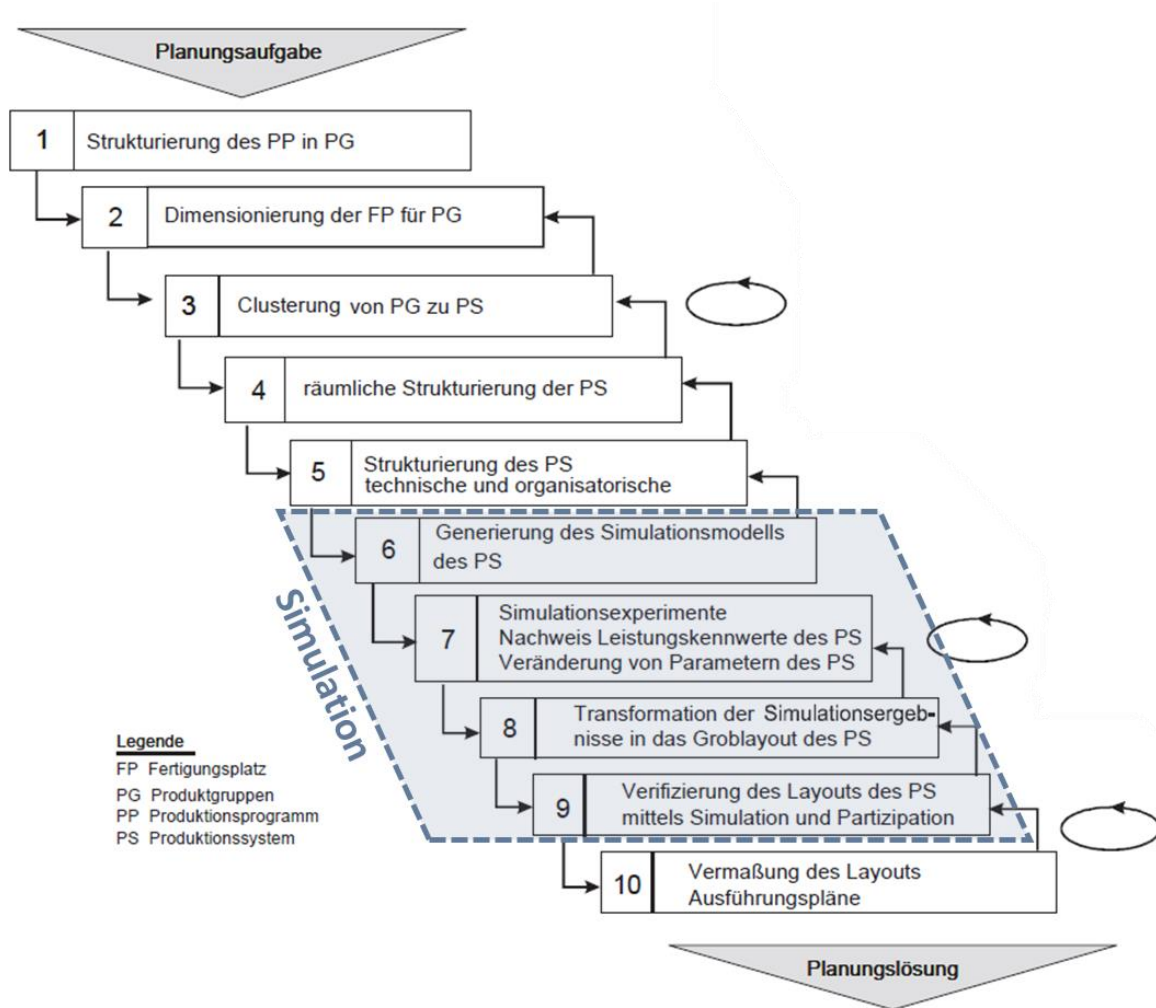 Planungsaufgabe
1 Strukturierung des PP in PG
2 Dimensionierung der FP für PG
3 Clusterung von PG zu PS
4 räumliche Strukturierung der PS
5 Strukturierung des PS
technische und organisatorische
6 Generierung des Simulationsmodells
des PS
7 Simulationsexperimente
Nachweis Leistungskennwerte des PS
Veränderung von Parametern des PS
8 Transformation der Simulationsergeb-
nisse in das Groblayout des PS
9 Verifizierung des Layouts des PS
mittels Simulation und Partizipation
10 Vermaßung des Layouts
Ausführungspläne
Simulation
Legende
FP Fertigungsplatz
PG Produktgruppen
PP Produktionsprogramm
PS Produktionssystem
Planungslösung